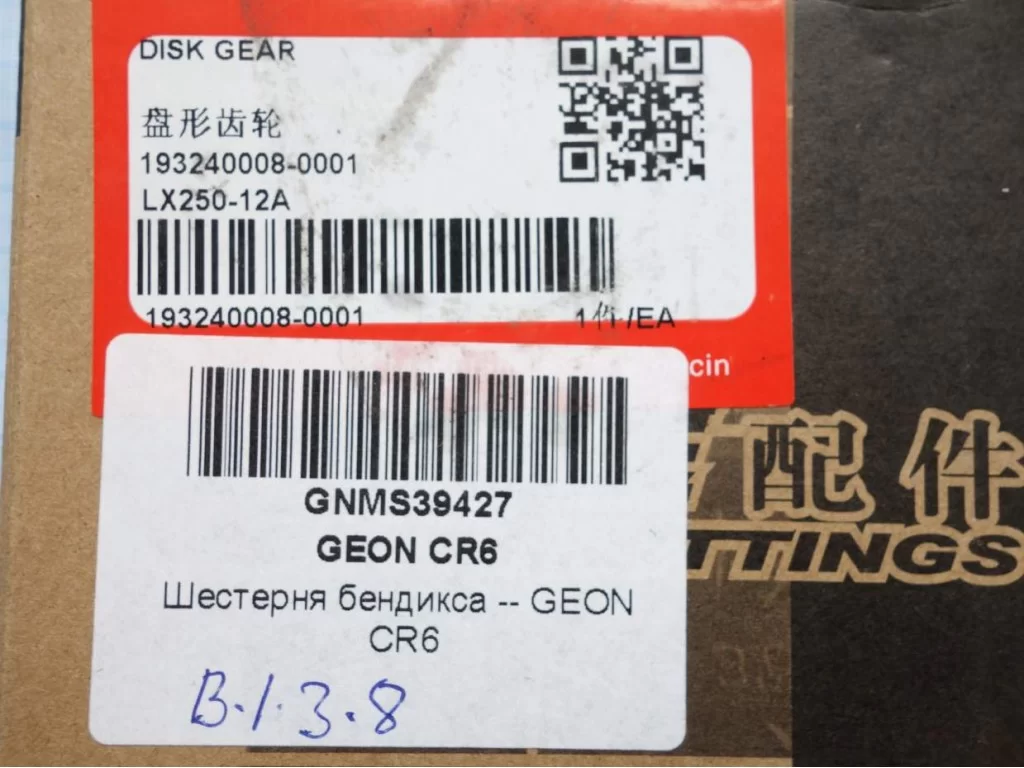 DISK GEAR
盘形齿轮
193240008-0001
LX250-12A
193240008-0001 1件/EA
cin
配件
TTINGS
GNMS39427
GEON CR6
Шестерня бендикса -- GEON
CR6
B.1.3.8